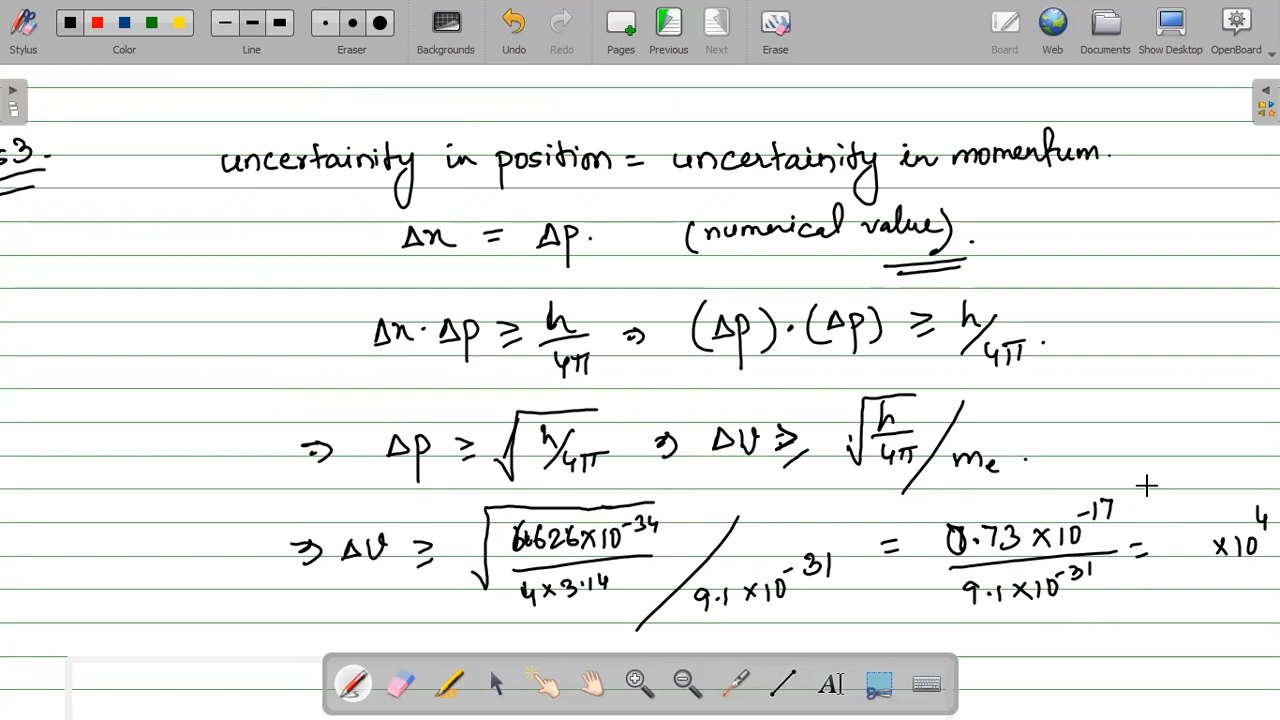 Stylus Color Line Eraser Backgrounds Undo Redo Pages Previous Next Erase Board Web Documents Show Desktop OpenBoard
s3.
uncertainity in position = uncertainity in momentum.
Δx = Δp. (numerical value).
Δx · Δp ≥ h/4π ⇒ (Δp) · (Δp) ≥ h/4π.
⇒ Δp ≥ √(h/4π) ⇒ ΔV ≥ √(h/4π) / me.
⇒ ΔV ≥ √(6.626×10^-34 / 4×3.14) / 9.1×10^-31 = 0.73×10^-17 / 9.1×10^-31 = ×10^4